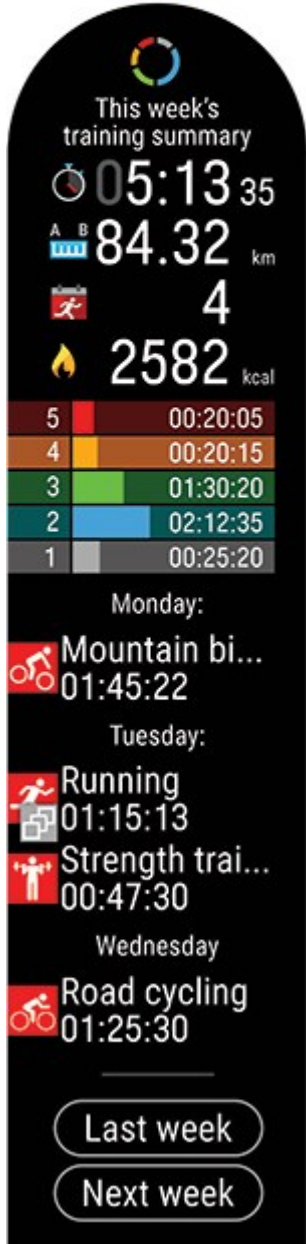 This week's
training summary
05:13 35
A B
84.32 km
4
2582 kcal
5 00:20:05
4 00:20:15
3 01:30:20
2 02:12:35
1 00:25:20
Monday:
Mountain bi...
01:45:22
Tuesday:
Running
01:15:13
Strength trai...
00:47:30
Wednesday
Road cycling
01:25:30
Last week
Next week